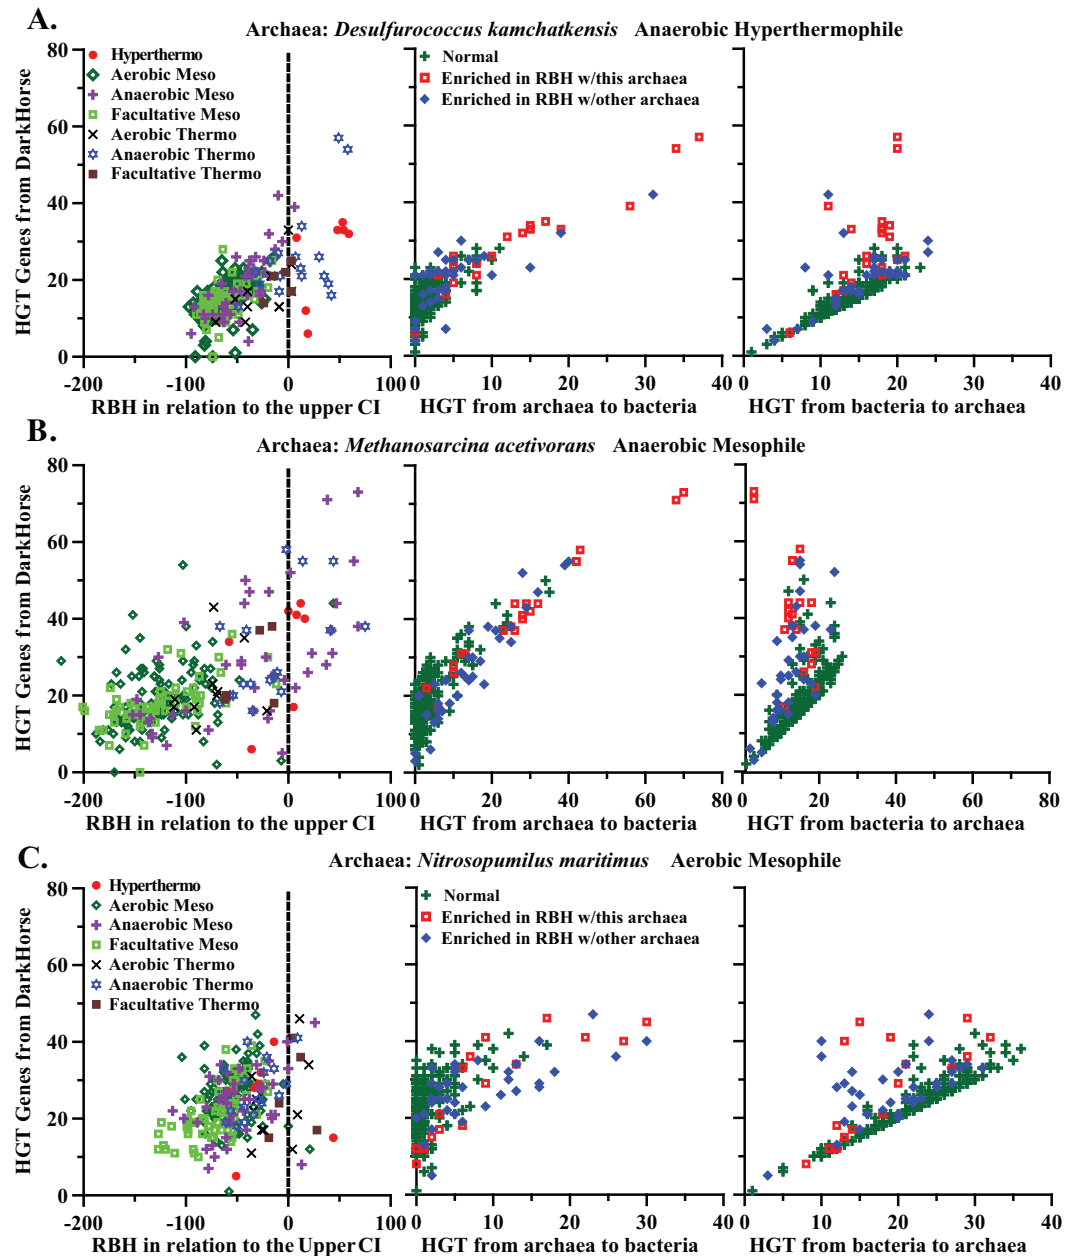 A.
Archaea: Desulfurococcus kamchatkensis Anaerobic Hyperthermophile
HGT Genes from DarkHorse
80
60
40
20
0
Hyperthermo
Aerobic Meso
Anaerobic Meso
Facultative Meso
Aerobic Thermo
Anaerobic Thermo
Facultative Thermo
Normal
Enriched in RBH w/this archaea
Enriched in RBH w/other archaea
-200 -100 0 100
0 10 20 30 40
0 10 20 30 40
RBH in relation to the upper CI
HGT from archaea to bacteria
HGT from bacteria to archaea
B.
Archaea: Methanosarcina acetivorans Anaerobic Mesophile
HGT Genes from DarkHorse
80
60
40
20
0
-200 -100 0 100
0 20 40 60 80
0 20 40 60 80
RBH in relation to the upper CI
HGT from archaea to bacteria
HGT from bacteria to archaea
C.
Archaea: Nitrosopumilus maritimus Aerobic Mesophile
HGT Genes from DarkHorse
80
60
40
20
0
Hyperthermo
Aerobic Meso
Anaerobic Meso
Facultative Meso
Aerobic Thermo
Anaerobic Thermo
Facultative Thermo
Normal
Enriched in RBH w/this archaea
Enriched in RBH w/other archaea
-200 -100 0 100
0 10 20 30 40
0 10 20 30 40
RBH in relation to the Upper CI
HGT from archaea to bacteria
HGT from bacteria to archaea